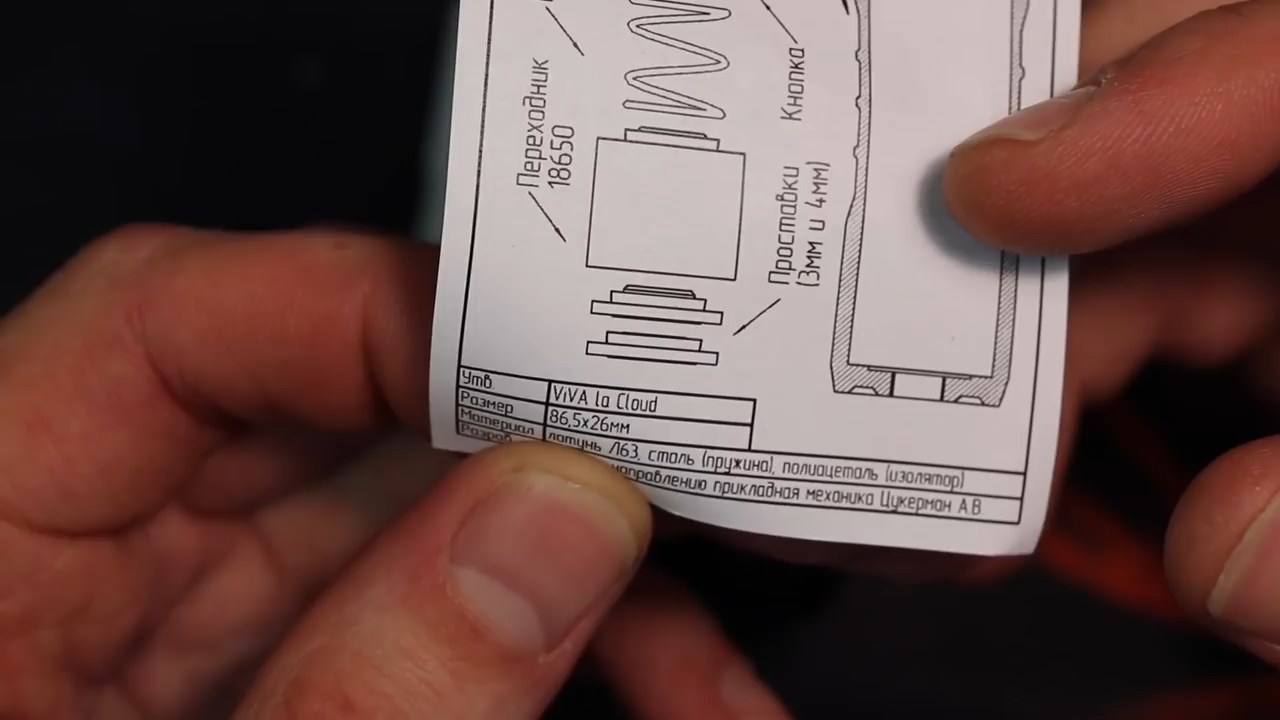 Переходник
18650
Кнопка
Проставки
(3мм и 4мм)
Утв.
ViVA la Cloud
Размер
86,5х26мм
Материал
латунь Л63, сталь (пружина), полиацеталь (изолятор)
Разраб.
направлению прикладная механика Цукерман А.В.